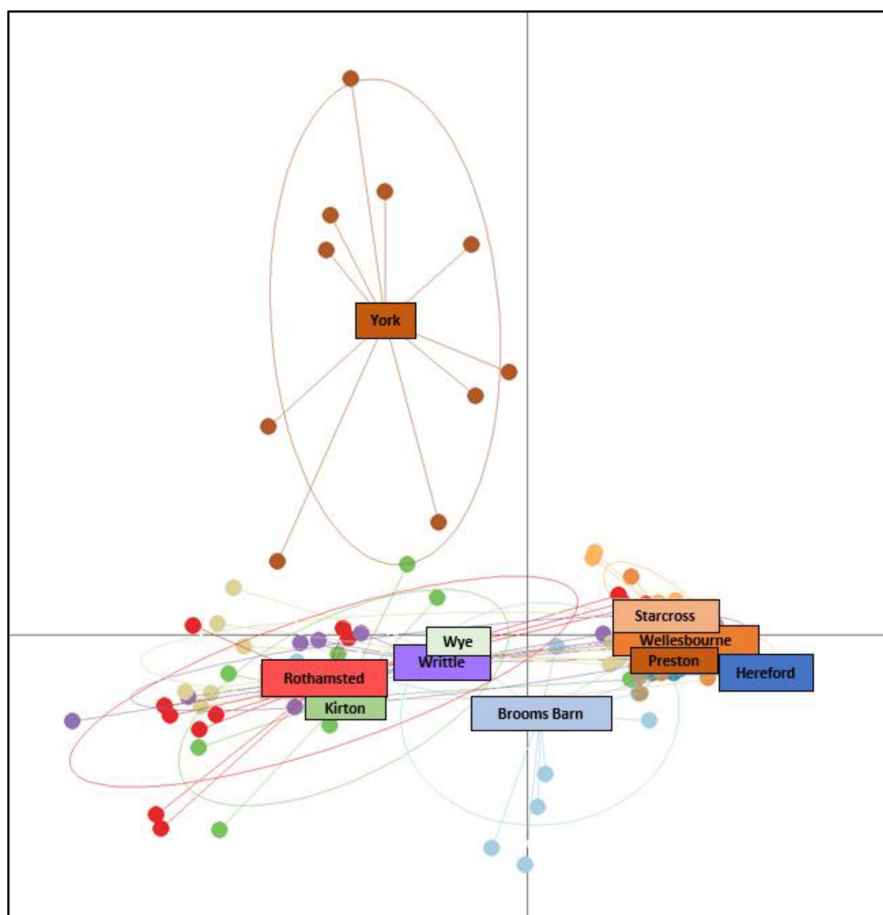 York
Starcross
Wye
Wellesbourne
Writtle
Preston
Rothamsted
Hereford
Kirton
Brooms Barn